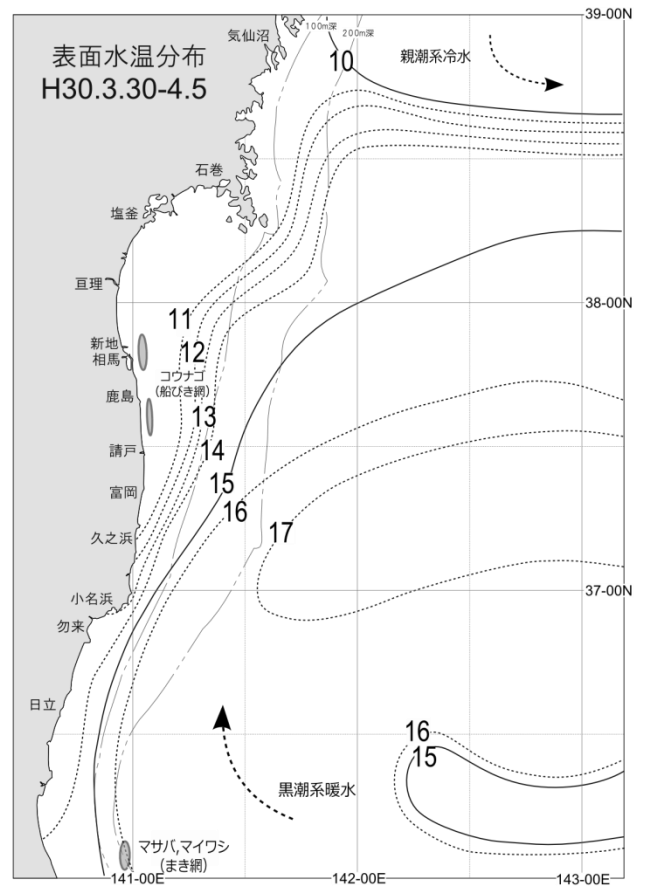 39-00N
100m深
200m深
気仙沼
表面水温分布
H30.3.30-4.5
10
親潮系冷水
石巻
塩釜
亘理
38-00N
11
新地
相馬
12
コウナゴ
(船びき網)
鹿島
13
請戸
14
15
富岡
16
17
久之浜
37-00N
小名浜
勿来
日立
16
15
黒潮系暖水
マサバ,マイワシ
(まき網)
141-00E
142-00E
143-00E